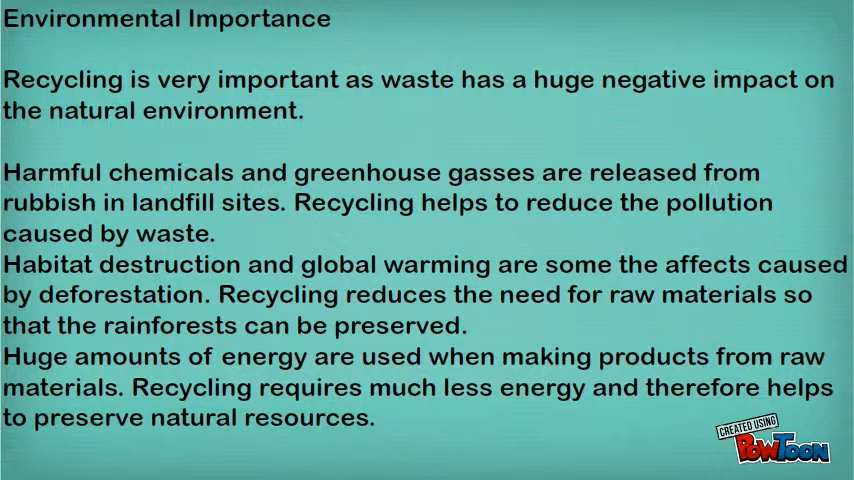 Environmental Importance
Recycling is very important as waste has a huge negative impact on
the natural environment.
Harmful chemicals and greenhouse gasses are released from
rubbish in landfill sites. Recycling helps to reduce the pollution
caused by waste.
Habitat destruction and global warming are some the affects caused
by deforestation. Recycling reduces the need for raw materials so
that the rainforests can be preserved.
Huge amounts of energy are used when making products from raw
materials. Recycling requires much less energy and therefore helps
to preserve natural resources.
CREATED USING
POWTOON